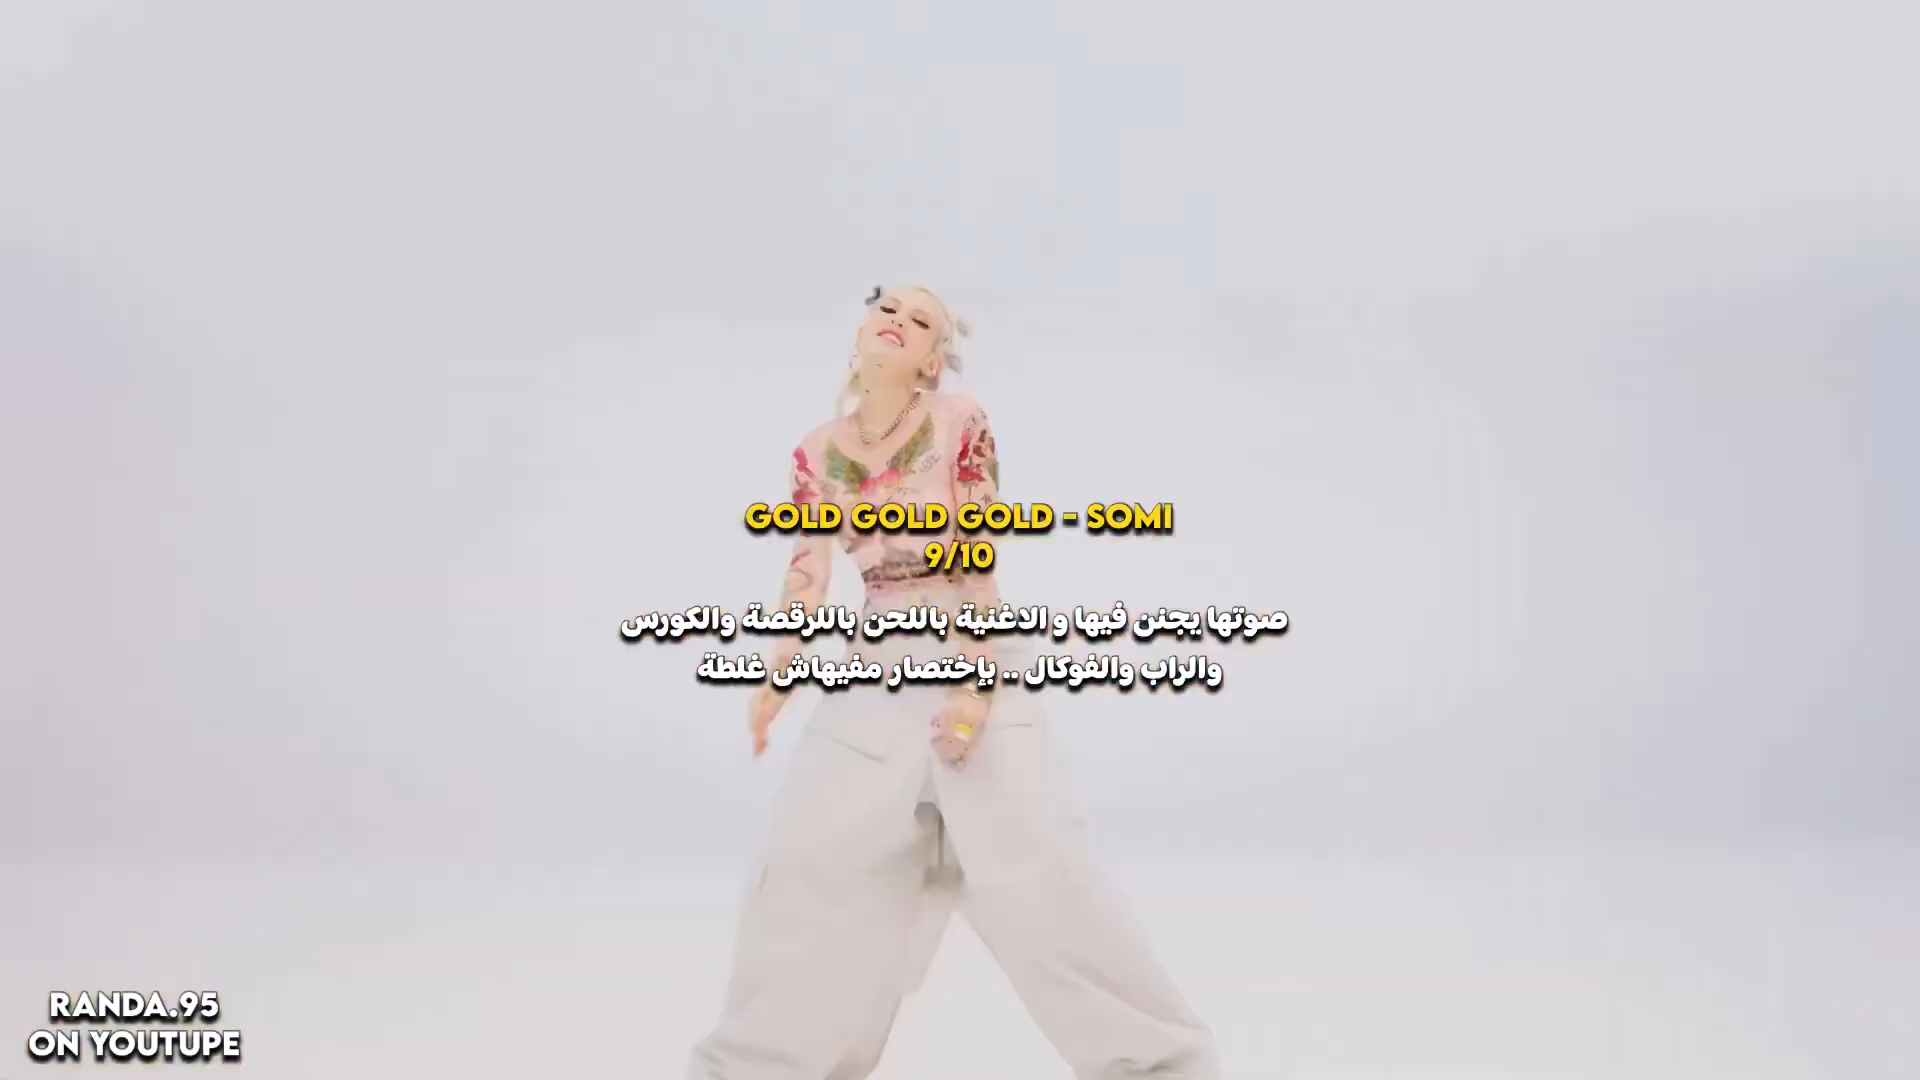 GOLD GOLD GOLD - SOMI
9/10
صوتها يجنن فيها و الاغنية باللحن باللرقصة والكورس
والراب والفوكال .. بإختصار مفيهاش غلطة
RANDA.95
ON YOUTUPE